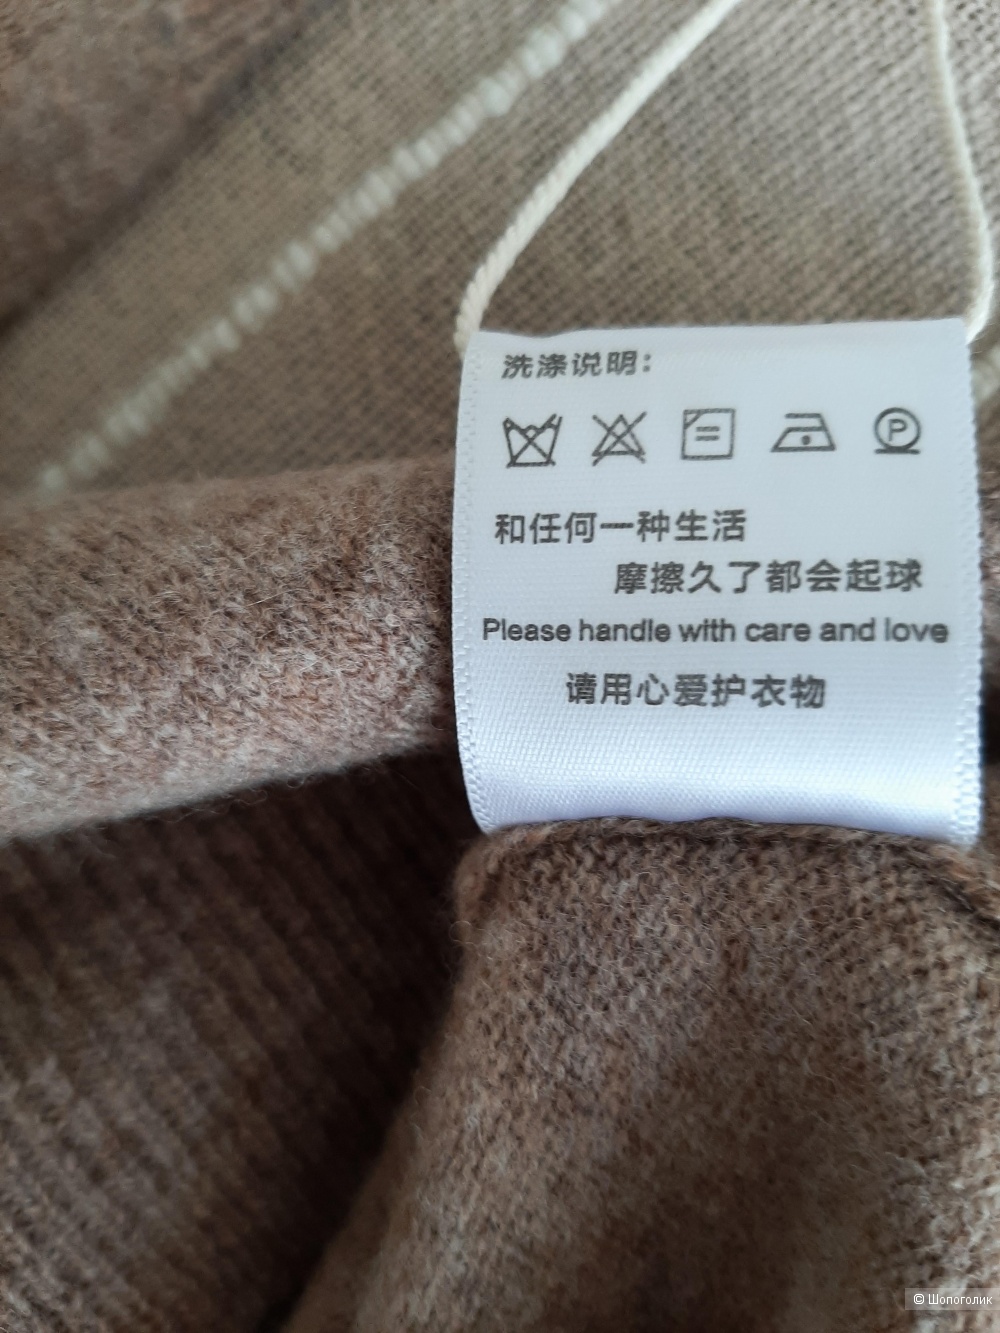 洗涤说明:
P
和任何一种生活
摩擦久了都会起球
Please handle with care and love
请用心爱护衣物
© Шопоголик